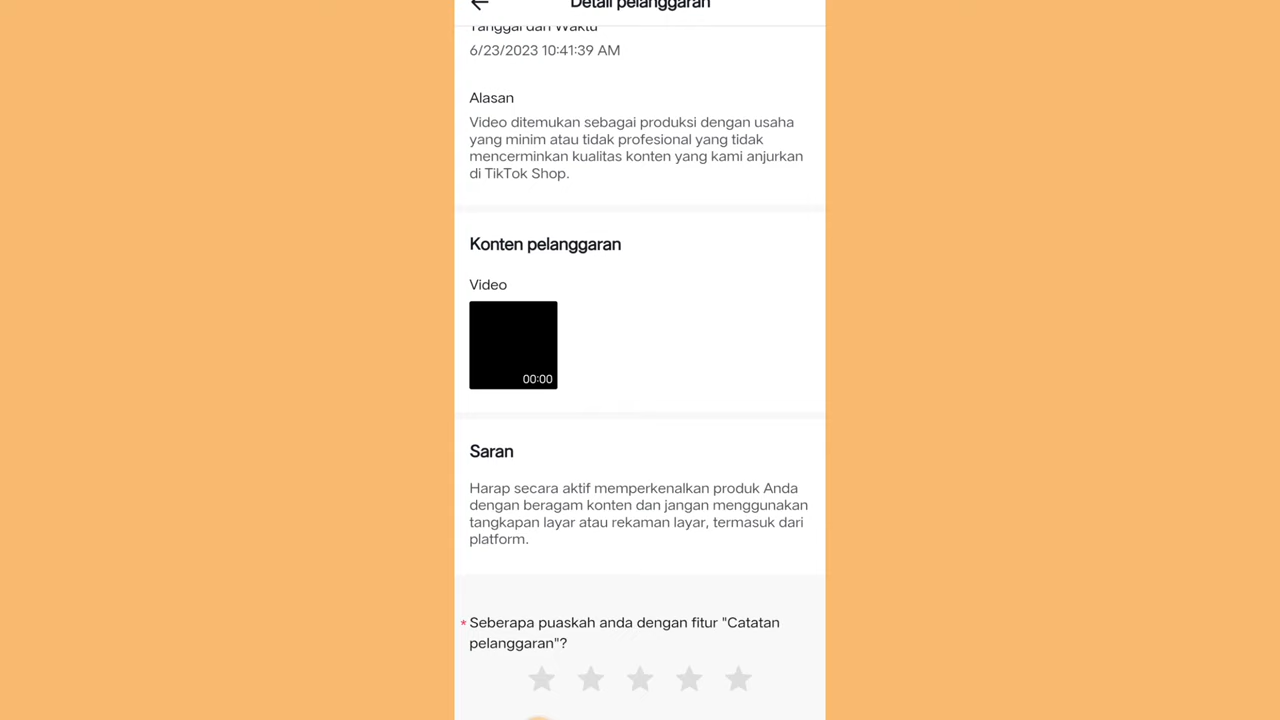 Detail pelanggaran
Tanggal dan Waktu
6/23/2023 10:41:39 AM
Alasan
Video ditemukan sebagai produksi dengan usaha
yang minim atau tidak profesional yang tidak
mencerminkan kualitas konten yang kami anjurkan
di TikTok Shop.
Konten pelanggaran
Video
00:00
Saran
Harap secara aktif memperkenalkan produk Anda
dengan beragam konten dan jangan menggunakan
tangkapan layar atau rekaman layar, termasuk dari
platform.
* Seberapa puaskah anda dengan fitur "Catatan
pelanggaran"?